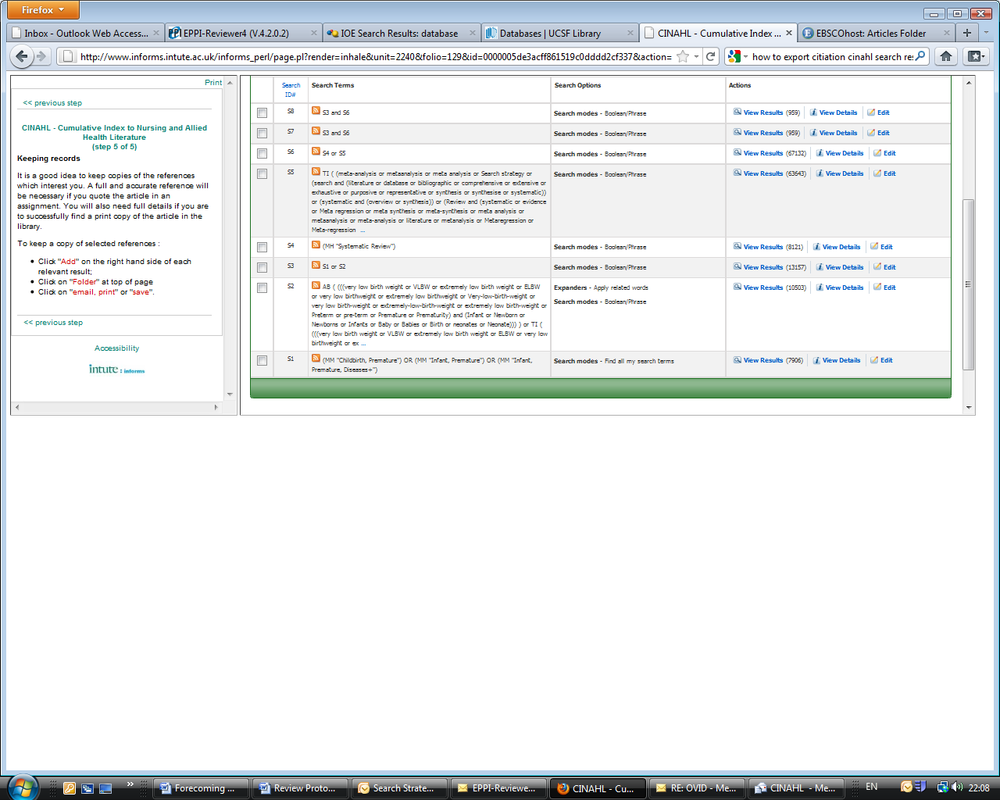 Firefox
Inbox - Outlook Web Access...
EPPI-Reviewer4 (V.4.2.0.2)
IOE Search Results: database
Databases | UCSF Library
CINAHL - Cumulative Index ...
EBSCOhost: Articles Folder
http://www.informs.intute.ac.uk/informs_perl/page.pl?render=inhale&unit=2240&folio=129&id=0000005de3acff861519c0dddd2cf337&action=
how to export citiation cinahl search re
Print
<< previous step
CINAHL - Cumulative Index to Nursing and Allied
Health Literature
(step 5 of 5)
Keeping records
It is a good idea to keep copies of the references
which interest you. A full and accurate reference will
be necessary if you quote the article in an
assignment. You will also need full details if you are
to successfully find a print copy of the article in the
library.
To keep a copy of selected references :
Click "Add" on the right hand side of each
relevant result;
Click on "Folder" at top of page
Click on "email, print" or "save".
<< previous step
Accessibility
intute: informs
Search ID# Search Terms Search Options Actions
S8 S3 and S6 Search modes - Boolean/Phrase View Results (959) View Details Edit
S7 S3 and S6 Search modes - Boolean/Phrase View Results (959) View Details Edit
S6 S4 or S5 Search modes - Boolean/Phrase View Results (67132) View Details Edit
S5 TI ( (meta-analysis or metaanalysis or meta analysis or Search strategy or Search modes - Boolean/Phrase View Results (63643) View Details Edit
(search and (literature or database or bibliographic or comprehensive or extensive or
exhaustive or purposive or representative or synthesis or synthesise or systematic))
or (systematic and (overview or synthesis)) or (Review and (systematic or evidence
or Meta regression or meta synthesis or meta-synthesis or meta analysis or
metaanalysis or meta-analysis or literature or metanalysis or Metaregression or
Meta-regression ...
S4 (MH "Systematic Review") Search modes - Boolean/Phrase View Results (8121) View Details Edit
S3 S1 or S2 Search modes - Boolean/Phrase View Results (13157) View Details Edit
S2 AB ( (((very low birth weight or VLBW or extremely low birth weight or ELBW Expanders - Apply related words View Results (10503) View Details Edit
or very low birthweight or extremely low birthweight or Very-low-birth-weight or
very low birth-weight or extremely-low-birth-weight or extremely low birth-weight or Search modes - Boolean/Phrase
Preterm or pre-term or Premature or Prematurity) and (Infant or Newborn or
Newborns or Infants or Baby or Babies or Birth or neonates or Neonate))) ) or TI (
(((very low birth weight or VLBW or extremely low birth weight or ELBW or very low
birthweight or ex ...
S1 (MM "Childbirth, Premature") OR (MM "Infant, Premature") OR (MM "Infant, Search modes - Find all my search terms View Results (7906) View Details Edit
Premature, Diseases+")
Forecoming ...
Review Proto...
Search Strate...
EPPI-Reviewe...
CINAHL - Cu...
RE: OVID - Me...
CINAHL - Me...
EN
22:08